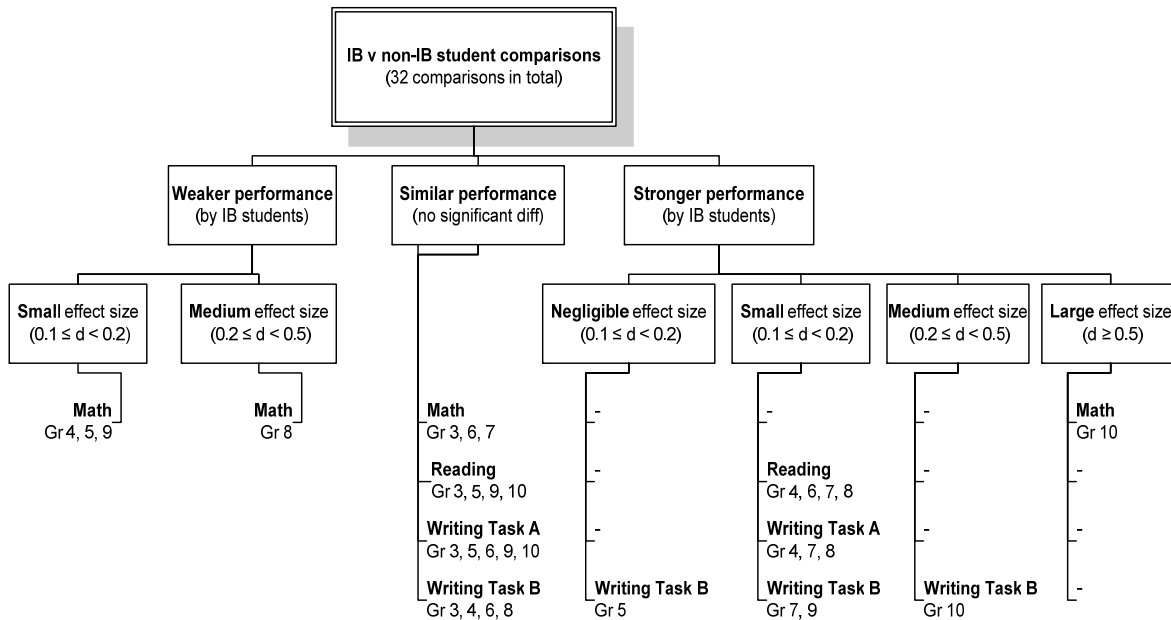 IB v non-IB student comparisons
(32 comparisons in total)
Weaker performance
(by IB students)
Similar performance
(no significant diff)
Stronger performance
(by IB students)
Small effect size
(0.1 ≤ d < 0.2)
Medium effect size
(0.2 ≤ d < 0.5)
Negligible effect size
(0.1 ≤ d < 0.2)
Small effect size
(0.1 ≤ d < 0.2)
Medium effect size
(0.2 ≤ d < 0.5)
Large effect size
(d ≥ 0.5)
Math
Gr 4, 5, 9
Math
Gr 8
Math
Gr 3, 6, 7
-
-
-
Math
Gr 10
Reading
Gr 3, 5, 9, 10
-
Reading
Gr 4, 6, 7, 8
-
-
Writing Task A
Gr 3, 5, 6, 9, 10
-
Writing Task A
Gr 4, 7, 8
-
-
Writing Task B
Gr 3, 4, 6, 8
Writing Task B
Gr 5
Writing Task B
Gr 7, 9
Writing Task B
Gr 10
-